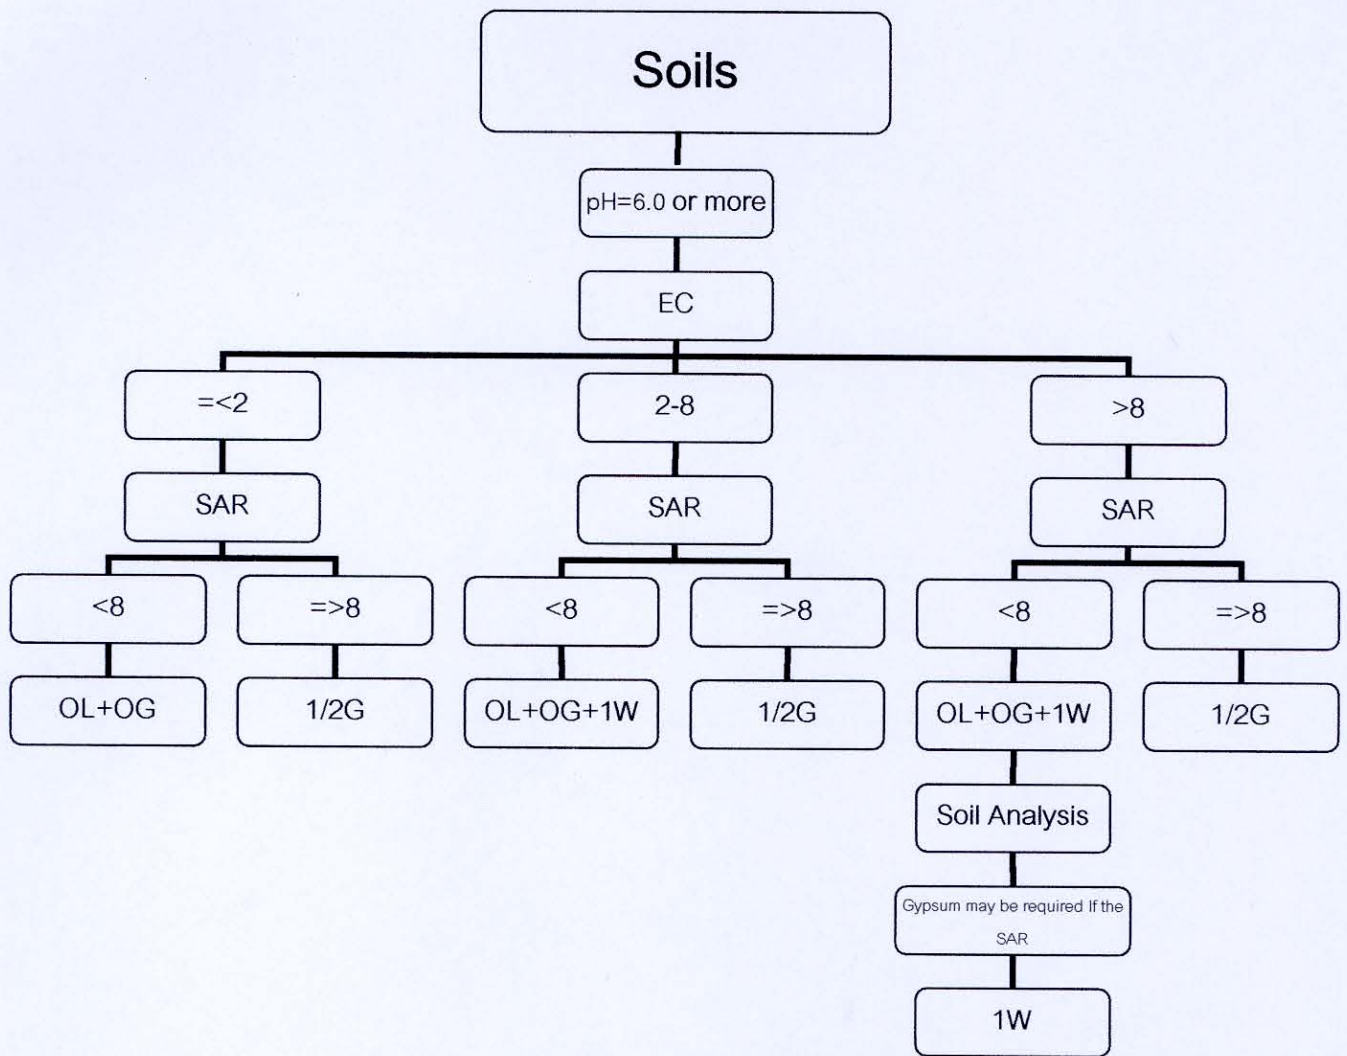 Soils
pH=6.0 or more
EC
=<2
2-8
>8
SAR
SAR
SAR
<8
=>8
<8
=>8
<8
=>8
OL+OG
1/2G
OL+OG+1W
1/2G
OL+OG+1W
1/2G
Soil Analysis
Gypsum may be required If the
SAR
1W